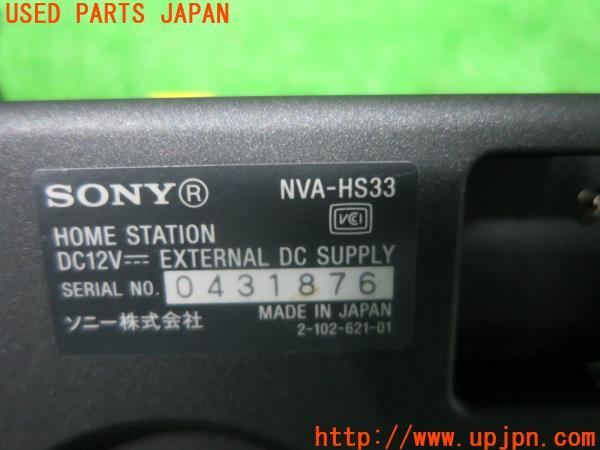 USED PARTS JAPAN
SONY® NVA-HS33
VCCI
HOME STATION
DC12V⎓ EXTERNAL DC SUPPLY
SERIAL NO. 0431876
ソニー株式会社 MADE IN JAPAN
2-102-621-01
http://www.upjpn.com